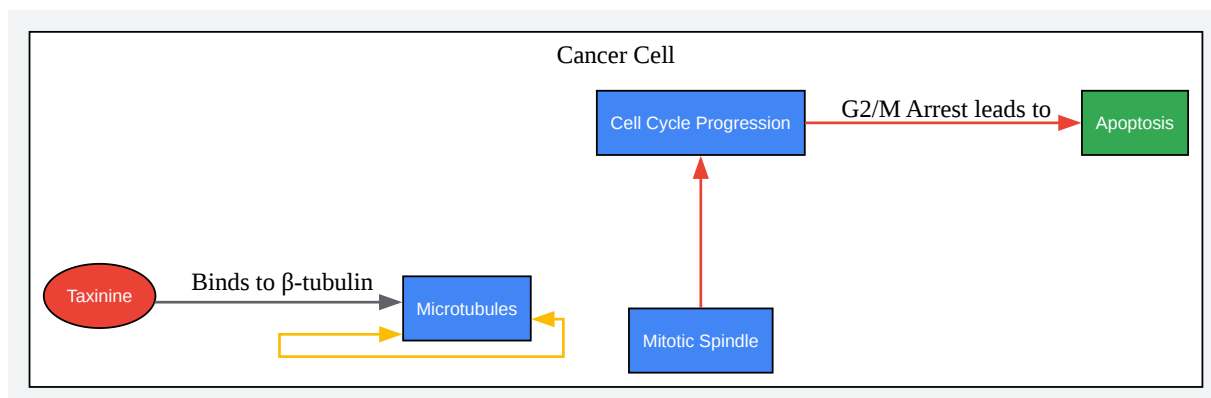 Cancer Cell
Cell Cycle Progression
G2/M Arrest leads to
Apoptosis
Taxinine
Binds to β-tubulin
Microtubules
Mitotic Spindle